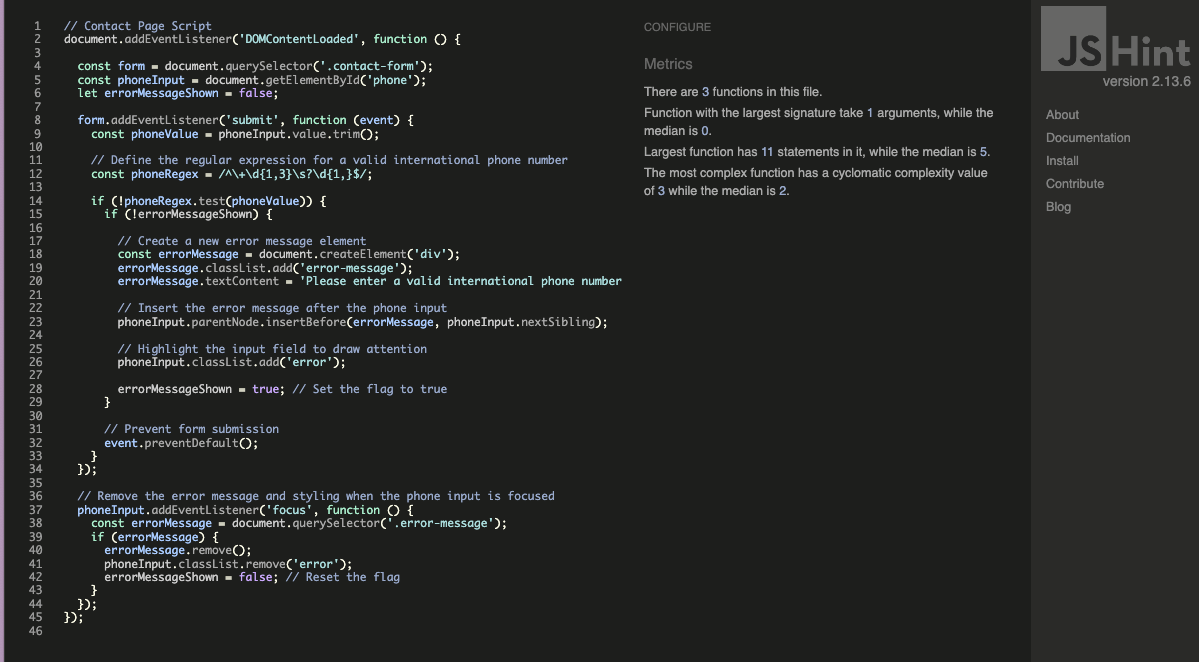 1 // Contact Page Script
2 document.addEventListener('DOMContentLoaded', function () {
3
4 const form = document.querySelector('.contact-form');
5 const phoneInput = document.getElementById('phone');
6 let errorMessageShown = false;
7
8 form.addEventListener('submit', function (event) {
9 const phoneValue = phoneInput.value.trim();
10
11 // Define the regular expression for a valid international phone number
12 const phoneRegex = /^\+\d{1,3}\s?\d{1,}$/;
13
14 if (!phoneRegex.test(phoneValue)) {
15 if (!errorMessageShown) {
16
17 // Create a new error message element
18 const errorMessage = document.createElement('div');
19 errorMessage.classList.add('error-message');
20 errorMessage.textContent = 'Please enter a valid international phone number
21
22 // Insert the error message after the phone input
23 phoneInput.parentNode.insertBefore(errorMessage, phoneInput.nextSibling);
24
25 // Highlight the input field to draw attention
26 phoneInput.classList.add('error');
27
28 errorMessageShown = true; // Set the flag to true
29 }
30
31 // Prevent form submission
32 event.preventDefault();
33 }
34 });
35
36 // Remove the error message and styling when the phone input is focused
37 phoneInput.addEventListener('focus', function () {
38 const errorMessage = document.querySelector('.error-message');
39 if (errorMessage) {
40 errorMessage.remove();
41 phoneInput.classList.remove('error');
42 errorMessageShown = false; // Reset the flag
43 }
44 });
45 });
46
CONFIGURE
Metrics
There are 3 functions in this file.
Function with the largest signature take 1 arguments, while the
median is 0.
Largest function has 11 statements in it, while the median is 5.
The most complex function has a cyclomatic complexity value
of 3 while the median is 2.
JSHint
version 2.13.6
About
Documentation
Install
Contribute
Blog